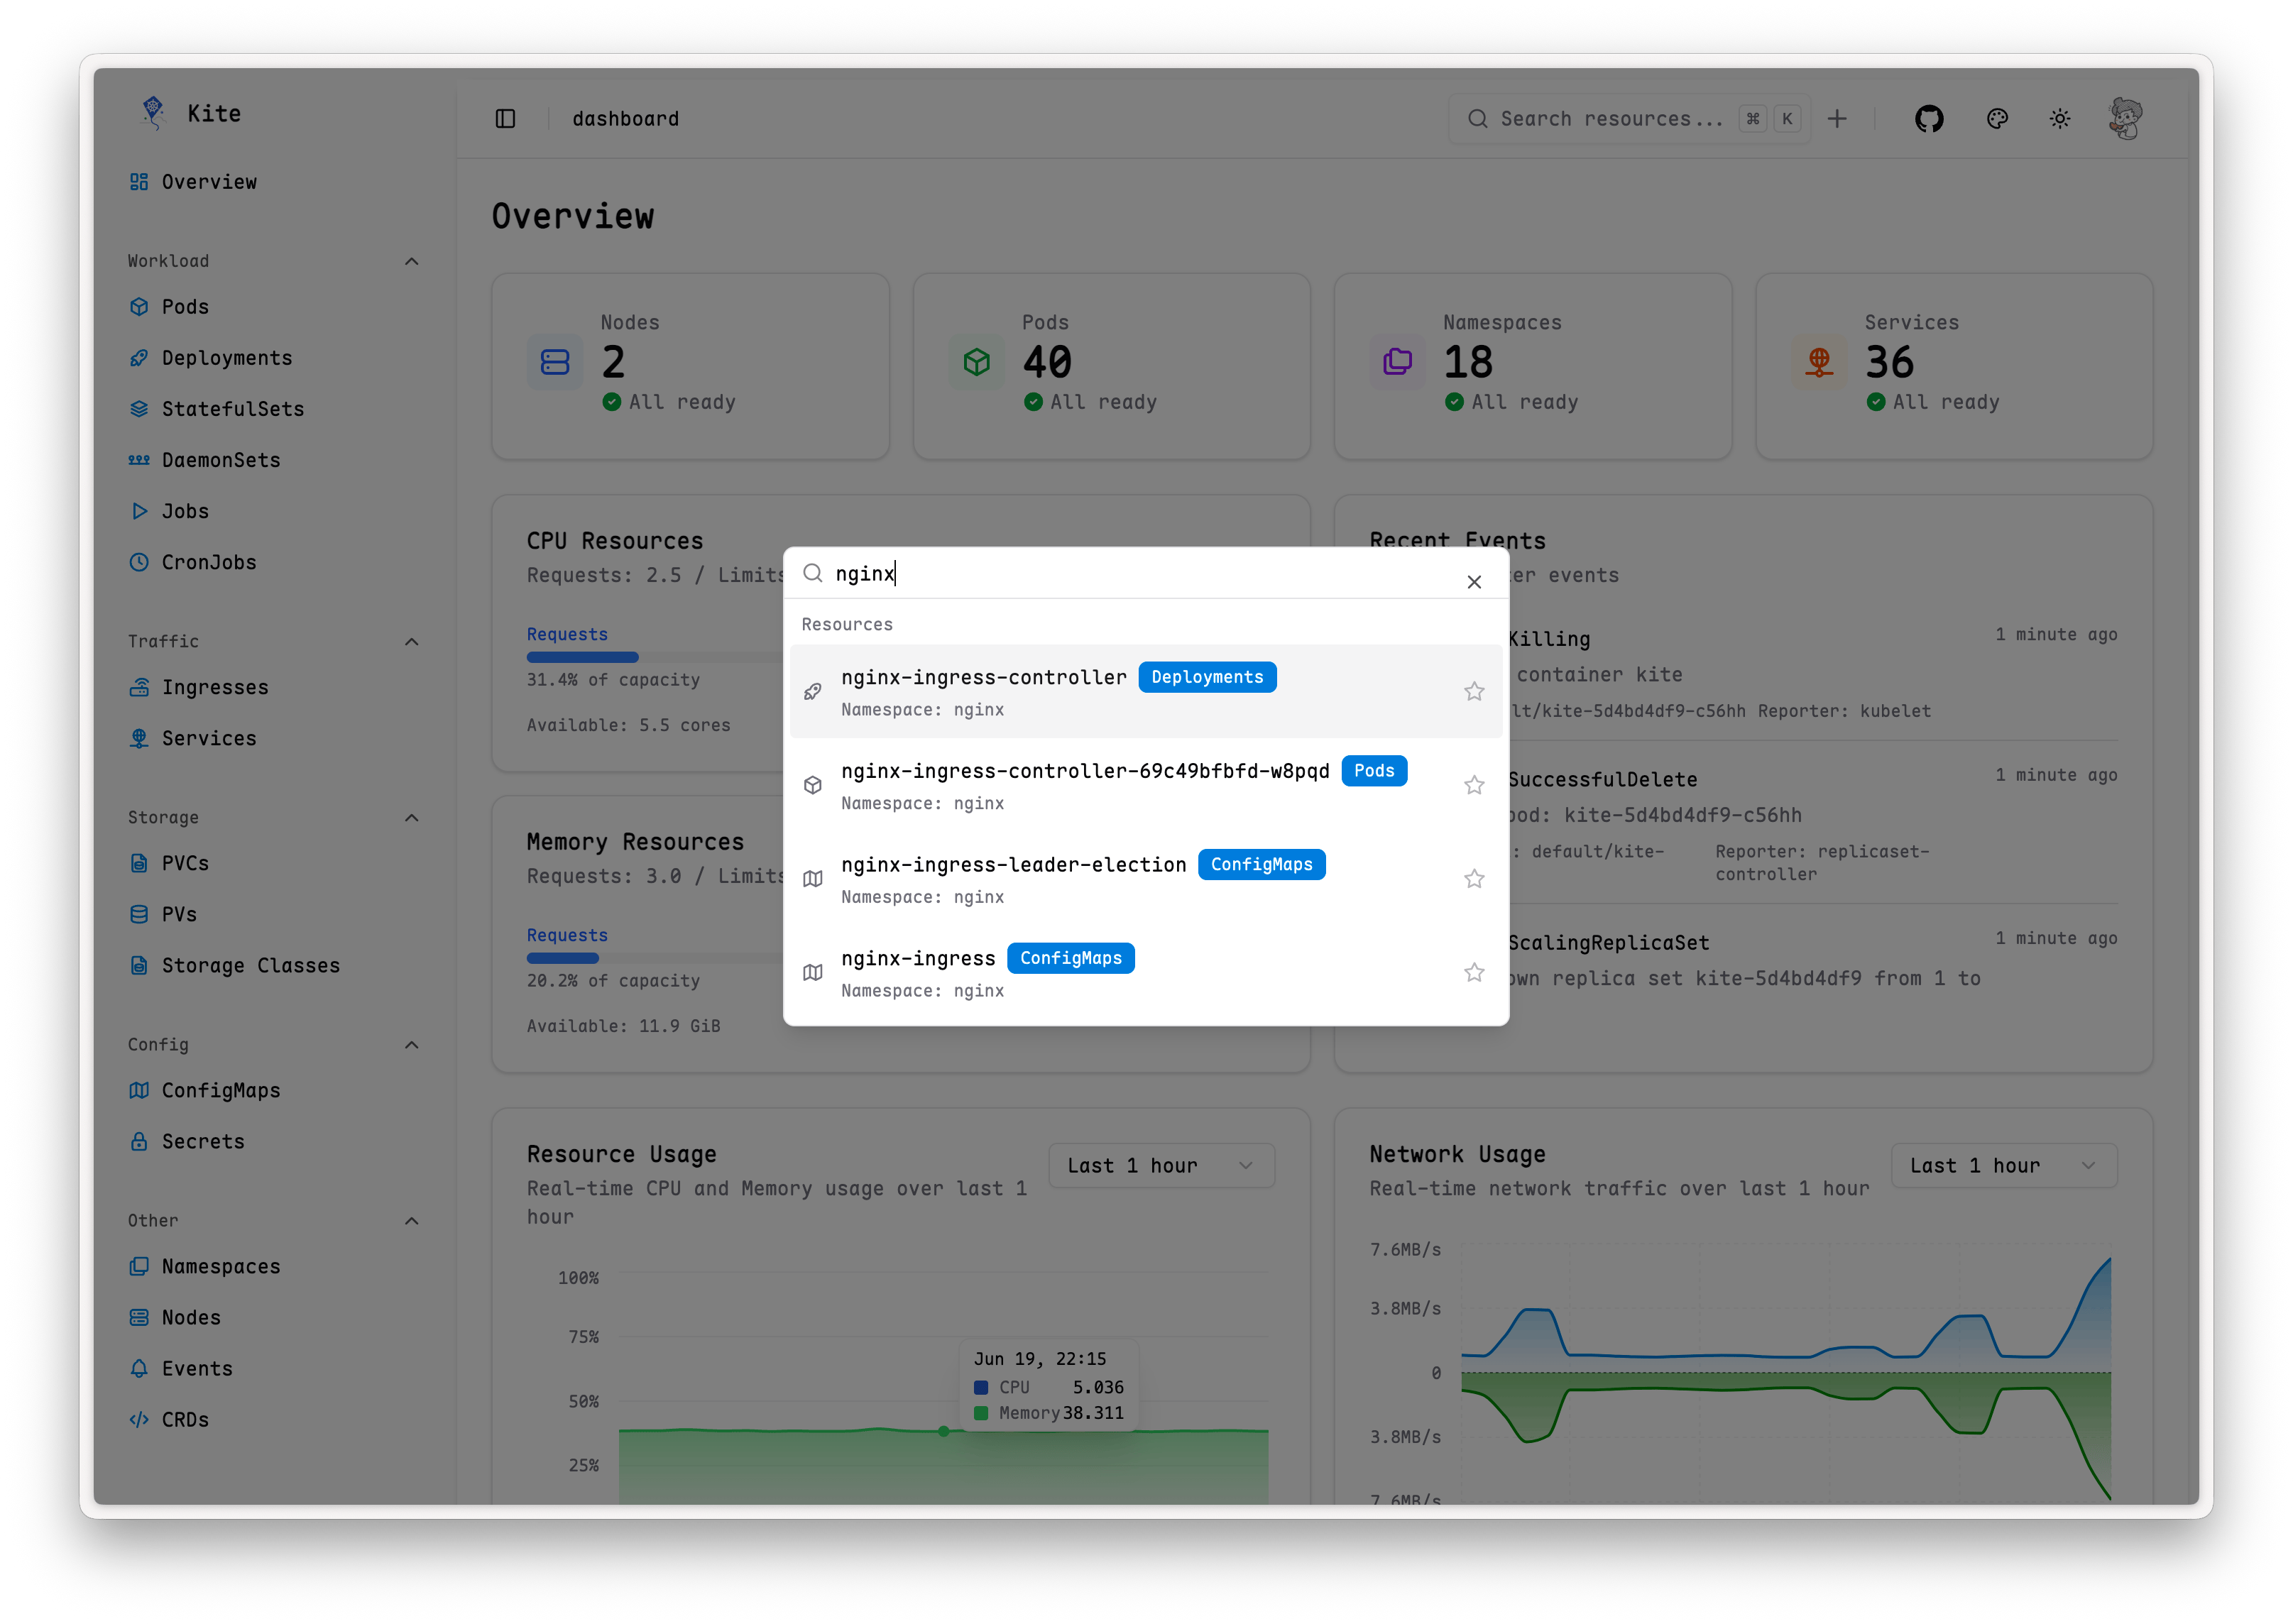 Kite
Overview
Workload
Pods
Deployments
StatefulSets
DaemonSets
Jobs
CronJobs
Traffic
Ingresses
Services
Storage
PVCs
PVs
Storage Classes
Config
ConfigMaps
Secrets
Other
Namespaces
Nodes
Events
CRDs
dashboard
Search resources...
⌘ K
Overview
Nodes
2
All ready
Pods
40
All ready
Namespaces
18
All ready
Services
36
All ready
CPU Resources
Requests: 2.5 / Limits
Requests
31.4% of capacity
Available: 5.5 cores
Memory Resources
Requests: 3.0 / Limits
Requests
20.2% of capacity
Available: 11.9 GiB
nginx
Resources
nginx-ingress-controller Deployments
Namespace: nginx
nginx-ingress-controller-69c49bfbfd-w8pqd Pods
Namespace: nginx
nginx-ingress-leader-election ConfigMaps
Namespace: nginx
nginx-ingress ConfigMaps
Namespace: nginx
Recent Events
events
Killing
1 minute ago
container kite
lt/kite-5d4bd4df9-c56hh Reporter: kubelet
SuccessfulDelete
1 minute ago
pod: kite-5d4bd4df9-c56hh
: default/kite-
Reporter: replicaset-
controller
ScalingReplicaSet
1 minute ago
replica set kite-5d4bd4df9 from 1 to
Resource Usage
Last 1 hour
Real-time CPU and Memory usage over last 1
hour
100%
75%
50%
25%
Jun 19, 22:15
CPU 5.036
Memory 38.311
Network Usage
Last 1 hour
Real-time network traffic over last 1 hour
7.6MB/s
3.8MB/s
0
3.8MB/s
7.6MB/s